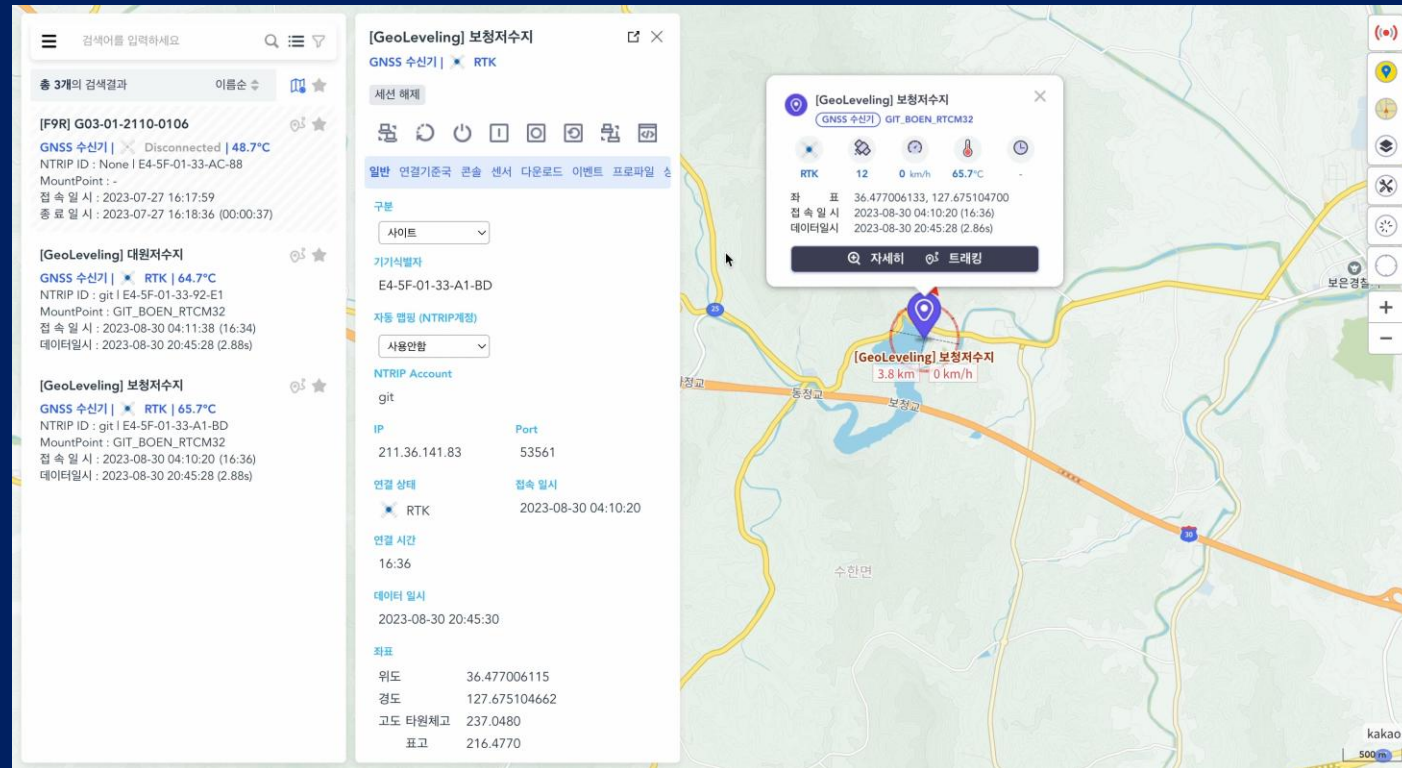 검색어를 입력하세요
총 3개의 검색결과 이름순
[F9R] G03-01-2110-0106
GNSS 수신기 | Disconnected | 48.7°C
NTRIP ID : None | E4-5F-01-33-AC-88
MountPoint : -
접 속 일 시 : 2023-07-27 16:17:59
종 료 일 시 : 2023-07-27 16:18:36 (00:00:37)
[GeoLeveling] 대원저수지
GNSS 수신기 | RTK | 64.7°C
NTRIP ID : git | E4-5F-01-33-92-E1
MountPoint : GIT_BOEN_RTCM32
접 속 일 시 : 2023-08-30 04:11:38 (16:34)
데이터일시 : 2023-08-30 20:45:28 (2.88s)
[GeoLeveling] 보청저수지
GNSS 수신기 | RTK | 65.7°C
NTRIP ID : git | E4-5F-01-33-A1-BD
MountPoint : GIT_BOEN_RTCM32
접 속 일 시 : 2023-08-30 04:10:20 (16:36)
데이터일시 : 2023-08-30 20:45:28 (2.88s)
[GeoLeveling] 보청저수지
GNSS 수신기 | RTK
세션 해제
일반 연결기준국 콘솔 센서 다운로드 이벤트 프로파일
구분
사이트
기기식별자
E4-5F-01-33-A1-BD
자동 맵핑 (NTRIP계정)
사용안함
NTRIP Account
git
IP Port
211.36.141.83 53561
연결 상태 접속 일시
RTK 2023-08-30 04:10:20
연결 시간
16:36
데이터 일시
2023-08-30 20:45:30
좌표
위도 36.477006115
경도 127.675104662
고도 타원체고 237.0480
표고 216.4770
[GeoLeveling] 보청저수지
GNSS 수신기 GIT_BOEN_RTCM32
RTK 12 0 km/h 65.7°C -
좌 표 36.477006133, 127.675104700
접 속 일 시 2023-08-30 04:10:20 (16:36)
데이터일시 2023-08-30 20:45:28 (2.86s)
자세히 트래킹
[GeoLeveling] 보청저수지
3.8 km 0 km/h
25
동정교
보청교
30
수한면
보은경찰
+
−
kakao
500 m